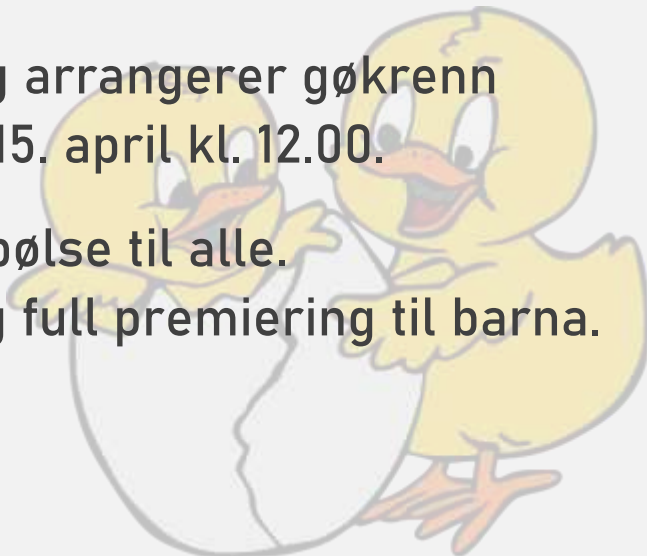 arrangerer gøkrenn
15. april kl. 12.00.
pølse til alle.
full premiering til barna.